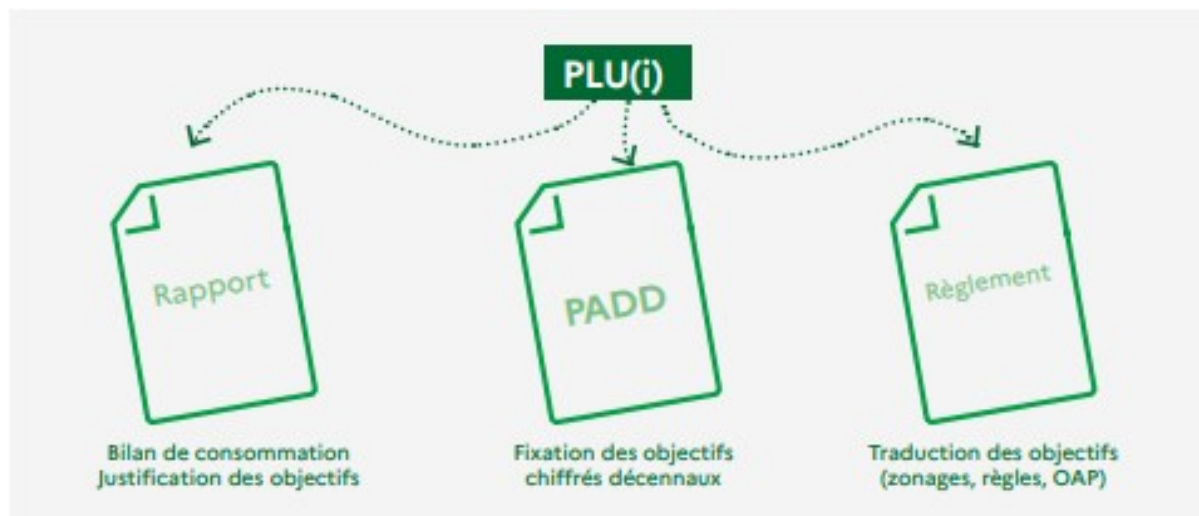 PLU(i)
Rapport
PADD
Règlement
Bilan de consommation
Justification des objectifs
Fixation des objectifs
chiffrés décennaux
Traduction des objectifs
(zonages, règles, OAP)